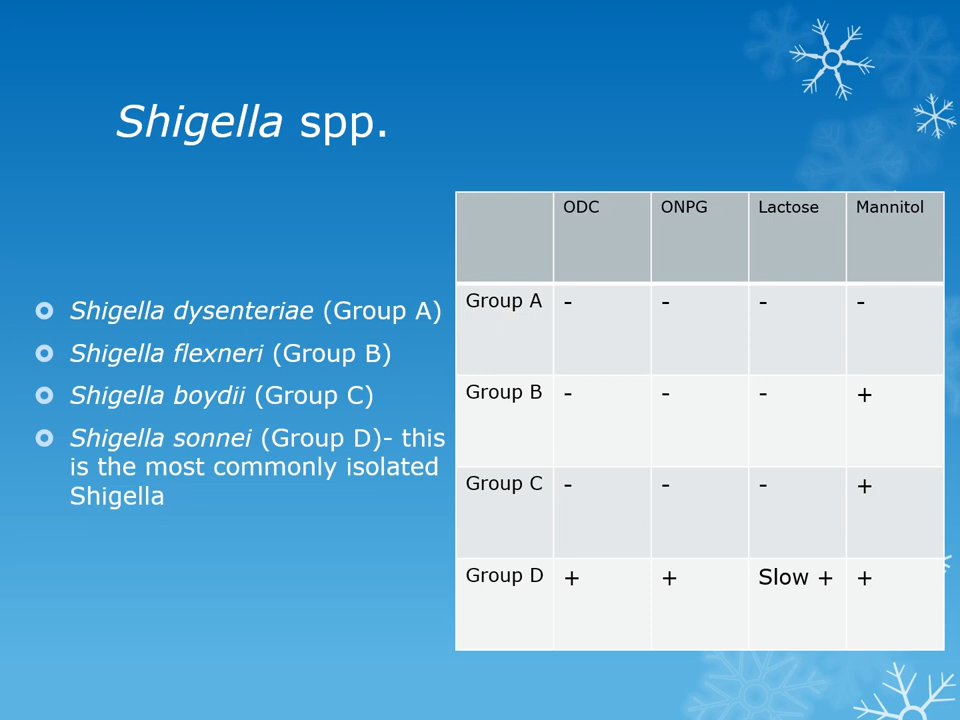 Shigella spp.
Shigella dysenteriae (Group A)
Shigella flexneri (Group B)
Shigella boydii (Group C)
Shigella sonnei (Group D)- this
is the most commonly isolated
Shigella
ODC ONPG Lactose Mannitol
Group A - - - -
Group B - - - +
Group C - - - +
Group D + + Slow + +